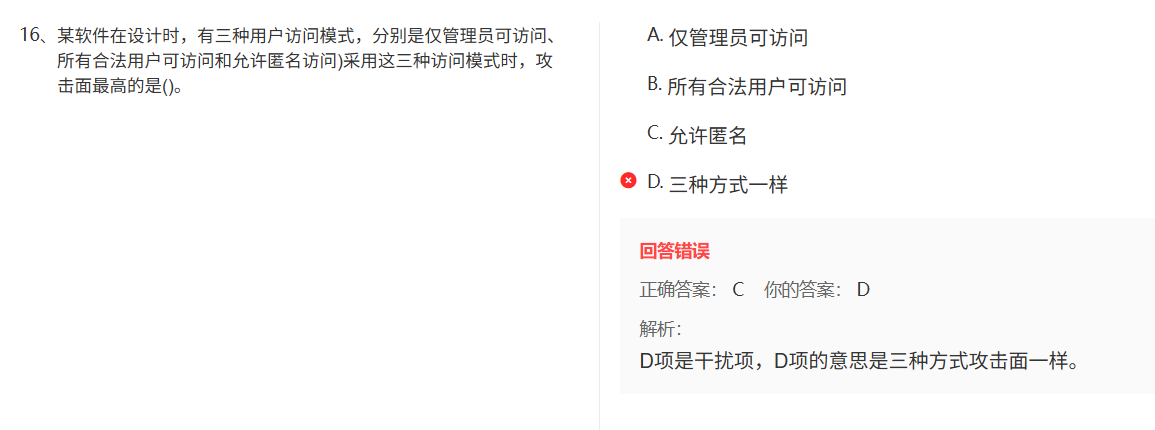 16、某软件在设计时，有三种用户访问模式，分别是仅管理员可访问、
所有合法用户可访问和允许匿名访问)采用这三种访问模式时，攻
击面最高的是()。
A. 仅管理员可访问
B. 所有合法用户可访问
C. 允许匿名
D. 三种方式一样
回答错误
正确答案： C 你的答案： D
解析：
D项是干扰项，D项的意思是三种方式攻击面一样。